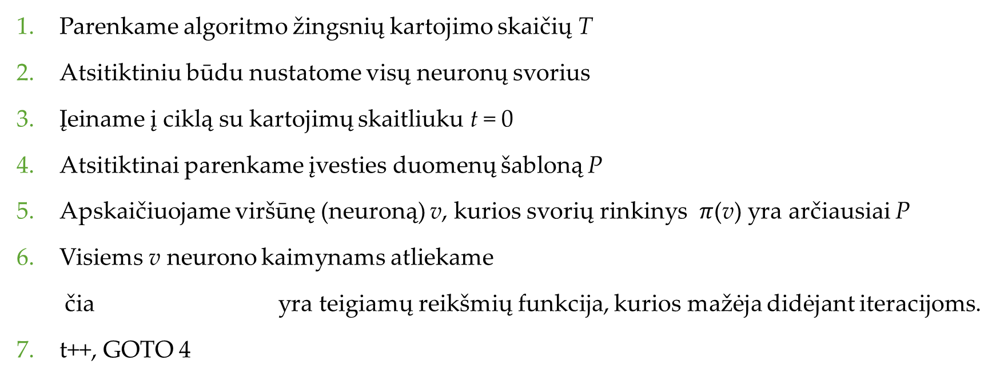 1. Parenkame algoritmo žingsnių kartojimo skaičių T
2. Atsitiktiniu būdu nustatome visų neuronų svorius
3. Įeiname į ciklą su kartojimų skaitliuku t = 0
4. Atsitiktinai parenkame įvesties duomenų šabloną P
5. Apskaičiuojame viršūnę (neuroną) v, kurios svorių rinkinys π(v) yra arčiausiai P
6. Visiems v neurono kaimynams atliekame
čia yra teigiamų reikšmių funkcija, kurios mažėja didėjant iteracijoms.
7. t++, GOTO 4